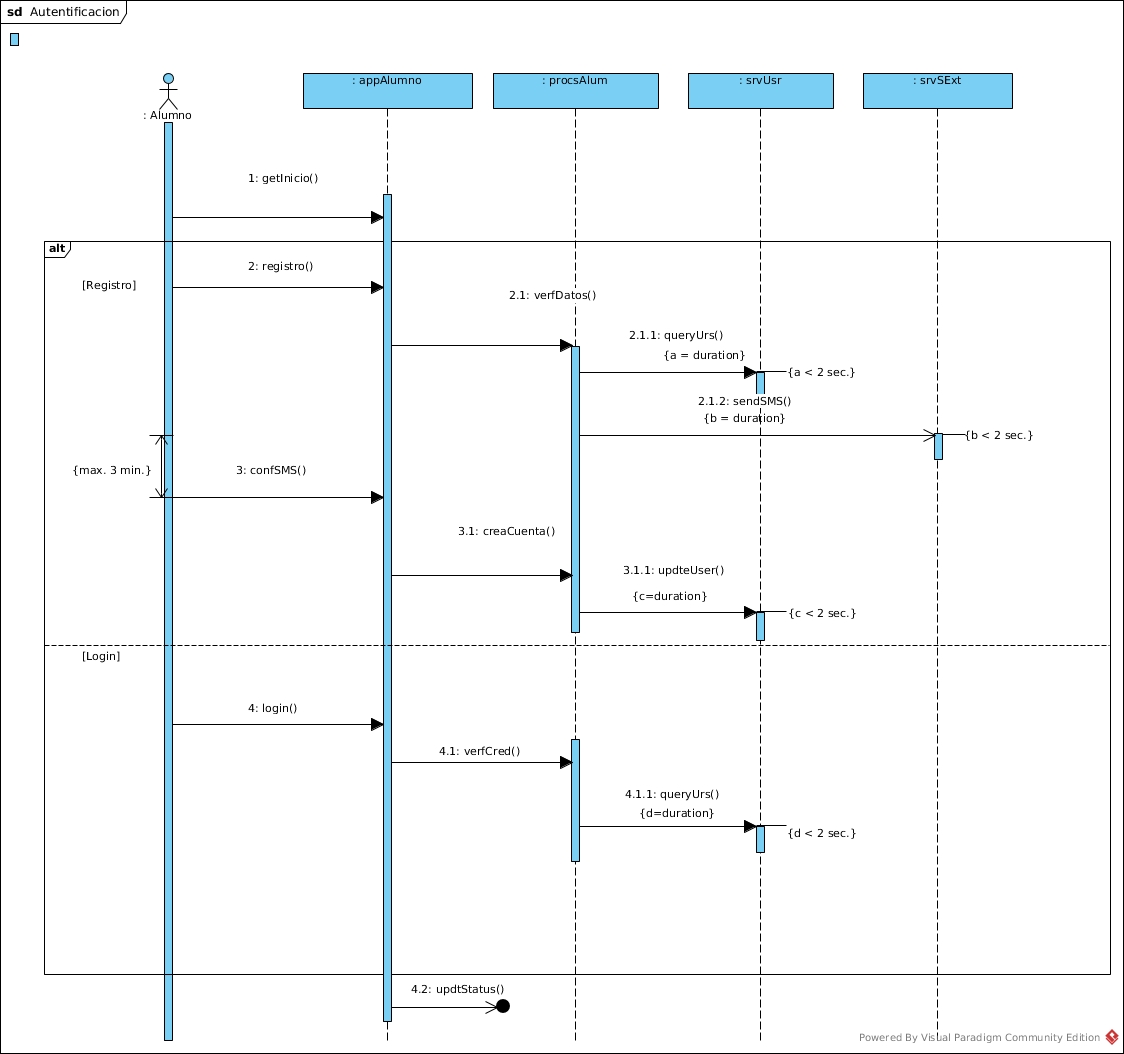 sd Autentificacion
: Alumno
: appAlumno
: procsAlum
: srvUsr
: srvSExt
1: getInicio()
alt
2: registro()
[Registro]
2.1: verfDatos()
2.1.1: queryUrs()
{a = duration}
{a < 2 sec.}
2.1.2: sendSMS()
{b = duration}
{b < 2 sec.}
{max. 3 min.}
3: confSMS()
3.1: creaCuenta()
3.1.1: updteUser()
{c=duration}
{c < 2 sec.}
[Login]
4: login()
4.1: verfCred()
4.1.1: queryUrs()
{d=duration}
{d < 2 sec.}
4.2: updtStatus()
Powered By Visual Paradigm Community Edition